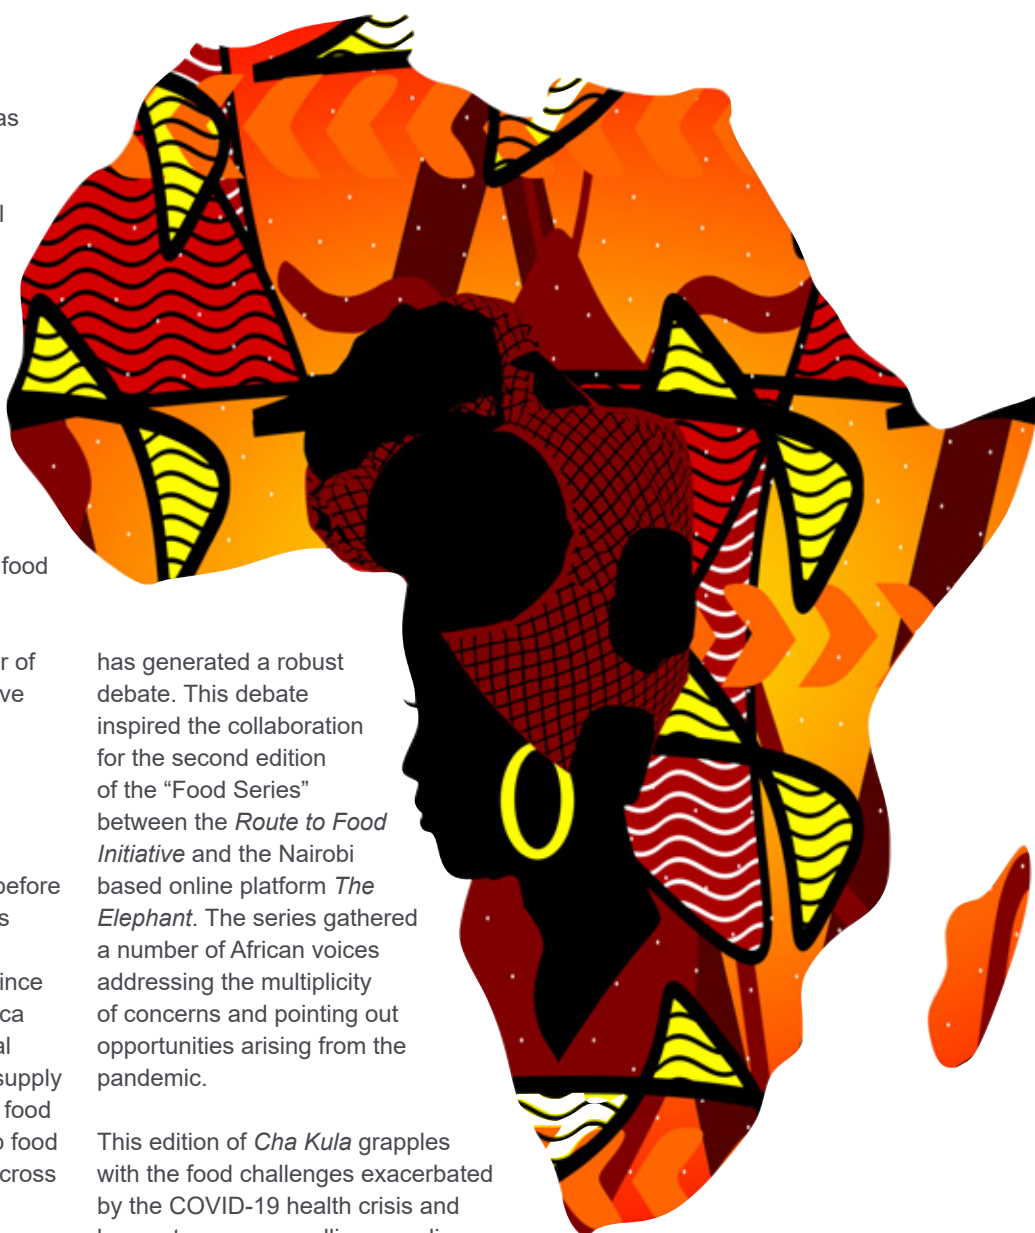 as
l
food
r of
ve
before
s
ince
ca
al
supply
food
o food
cross
has generated a robust
debate. This debate
inspired the collaboration
for the second edition
of the “Food Series”
between the Route to Food
Initiative and the Nairobi
based online platform The
Elephant. The series gathered
a number of African voices
addressing the multiplicity
of concerns and pointing out
opportunities arising from the
pandemic.
This edition of Cha Kula grapples
with the food challenges exacerbated
by the COVID-19 health crisis and